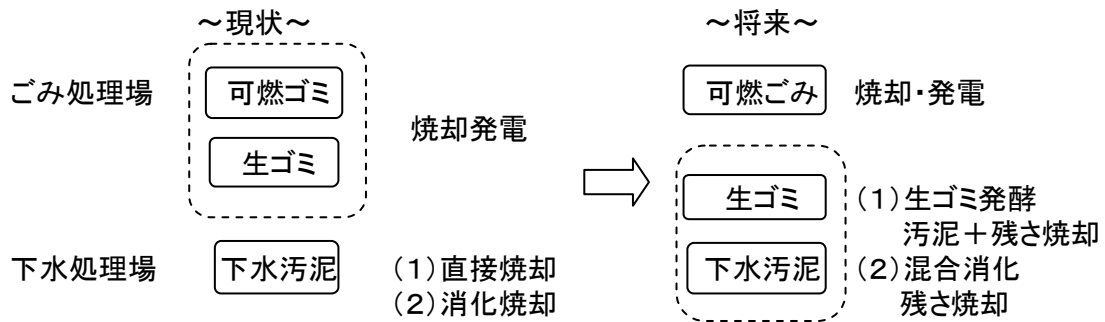 ～現状～
～将来～
ごみ処理場
可燃ゴミ
生ゴミ
焼却発電
可燃ごみ
焼却・発電
生ゴミ
（１）生ゴミ発酵
汚泥＋残さ焼却
下水処理場
下水汚泥
（１）直接焼却
（２）消化焼却
下水汚泥
（２）混合消化
残さ焼却